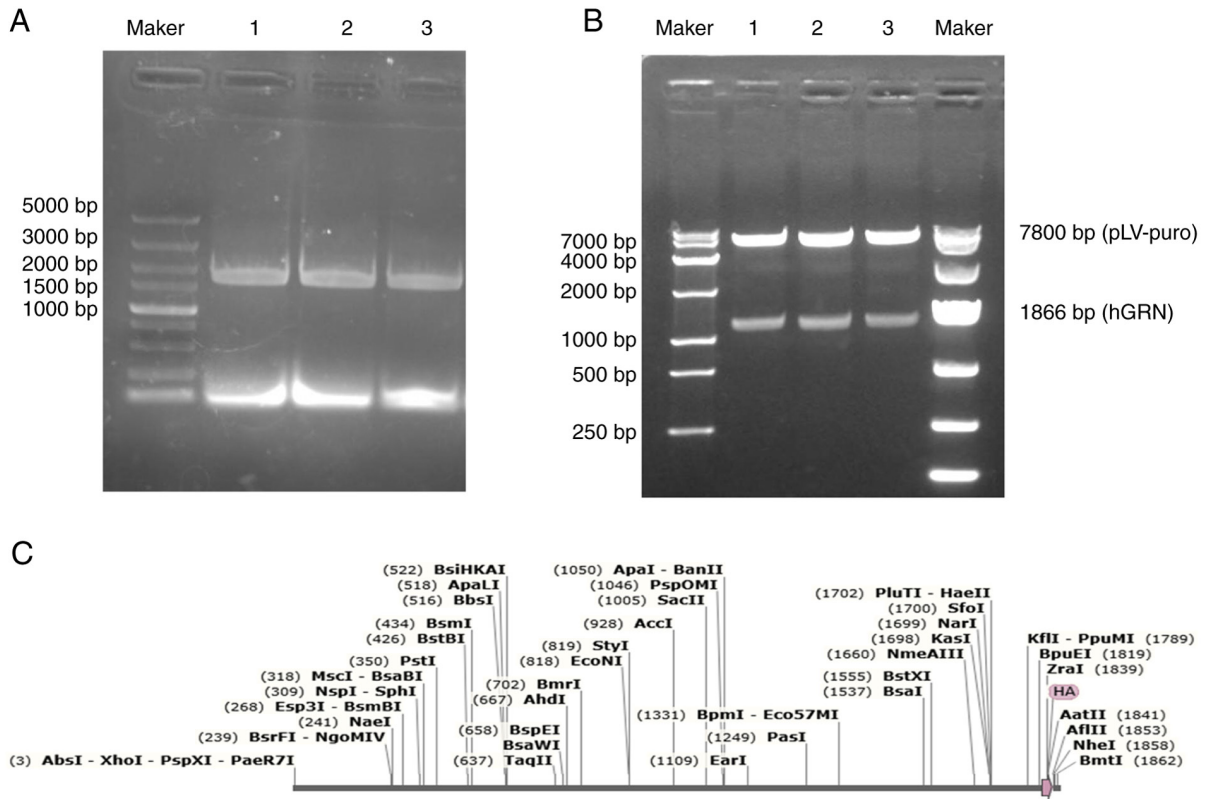 A
Maker 1 2 3
5000 bp
3000 bp
2000 bp
1500 bp
1000 bp
B
Maker 1 2 3 Maker
7000 bp
4000 bp
2000 bp
1000 bp
500 bp
250 bp
7800 bp (pLV-puro)
1866 bp (hGRN)
C
(522) BsiHKAI
(518) ApaLI
(516) BbsI
(434) BsmI
(426) BstBI
(350) PstI
(318) MscI - BsaBI
(309) NspI - SphI
(268) Esp3I - BsmBI
(241) NaeI
(239) BsrFI - NgoMIV
(3) AbsI - XhoI - PspXI - PaeR7I
(1050) ApaI - BanII
(1046) PspOMI
(1005) SacII
(928) AccI
(819) StyI
(818) EcoNI
(702) BmrI
(667) AhdI
(658) BspEI
BsaWI
(637) TaqII
(1331) BpmI - Eco57MI
(1249) PasI
(1109) EarI
(1702) PluTI - HaeII
(1700) SfoI
(1699) NarI
(1698) KasI
(1660) NmeAIII
(1555) BstXI
(1537) BsaI
KflI - PpuMI (1789)
BpuEI (1819)
ZraI (1839)
HA
AatII (1841)
AflII (1853)
NheI (1858)
BmtI (1862)